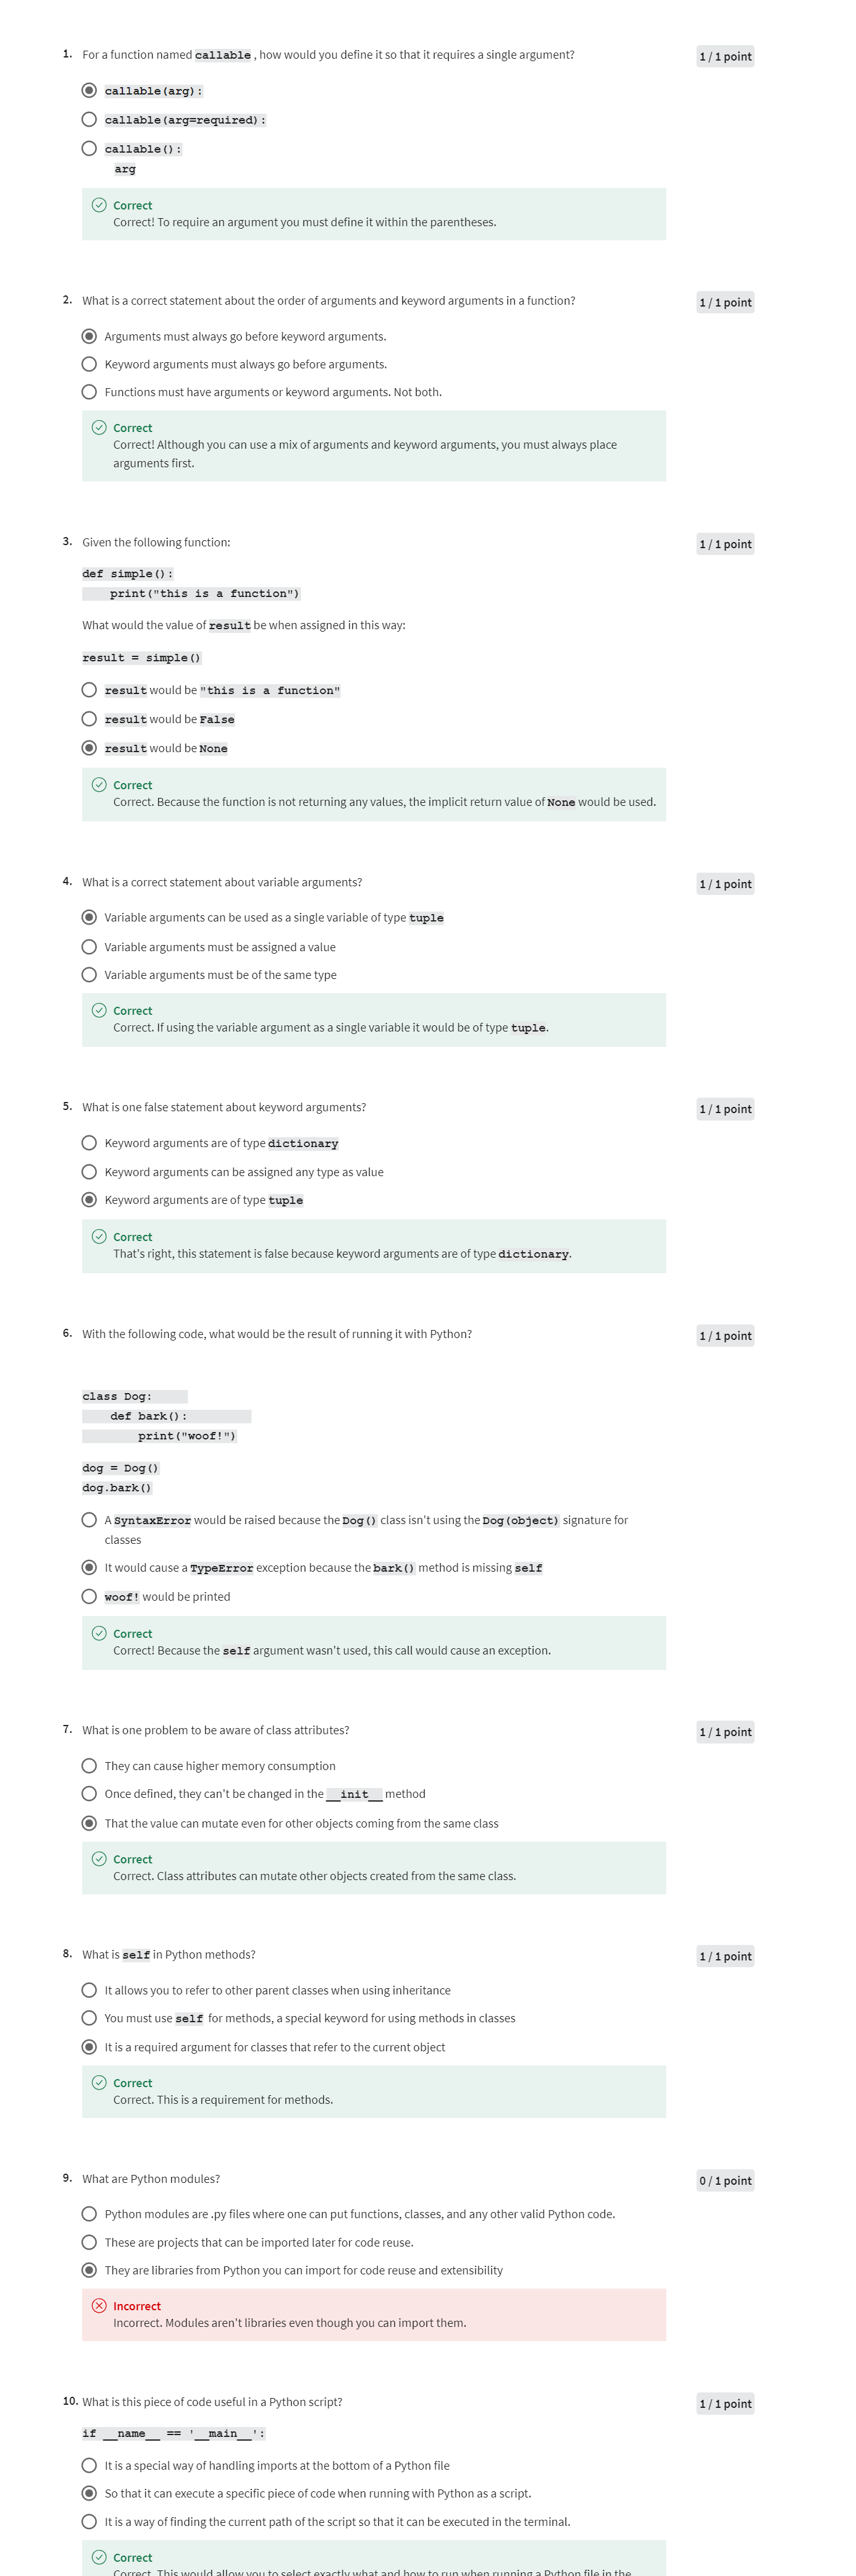 1. For a function named callable , how would you define it so that it requires a single argument?
1 / 1 point
callable(arg):
callable(arg=required):
callable():
arg
Correct
Correct! To require an argument you must define it within the parentheses.
2. What is a correct statement about the order of arguments and keyword arguments in a function?
1 / 1 point
Arguments must always go before keyword arguments.
Keyword arguments must always go before arguments.
Functions must have arguments or keyword arguments. Not both.
Correct
Correct! Although you can use a mix of arguments and keyword arguments, you must always place
arguments first.
3. Given the following function:
1 / 1 point
def simple():
    print("this is a function")
What would the value of result be when assigned in this way:
result = simple()
result would be "this is a function"
result would be False
result would be None
Correct
Correct. Because the function is not returning any values, the implicit return value of None would be used.
4. What is a correct statement about variable arguments?
1 / 1 point
Variable arguments can be used as a single variable of type tuple
Variable arguments must be assigned a value
Variable arguments must be of the same type
Correct
Correct. If using the variable argument as a single variable it would be of type tuple.
5. What is one false statement about keyword arguments?
1 / 1 point
Keyword arguments are of type dictionary
Keyword arguments can be assigned any type as value
Keyword arguments are of type tuple
Correct
That's right, this statement is false because keyword arguments are of type dictionary.
6. With the following code, what would be the result of running it with Python?
1 / 1 point
class Dog:
    def bark():
        print("woof!")
dog = Dog()
dog.bark()
A SyntaxError would be raised because the Dog() class isn't using the Dog(object) signature for
classes
It would cause a TypeError exception because the bark() method is missing self
woof! would be printed
Correct
Correct! Because the self argument wasn't used, this call would cause an exception.
7. What is one problem to be aware of class attributes?
1 / 1 point
They can cause higher memory consumption
Once defined, they can't be changed in the __init__ method
That the value can mutate even for other objects coming from the same class
Correct
Correct. Class attributes can mutate other objects created from the same class.
8. What is self in Python methods?
1 / 1 point
It allows you to refer to other parent classes when using inheritance
You must use self for methods, a special keyword for using methods in classes
It is a required argument for classes that refer to the current object
Correct
Correct. This is a requirement for methods.
9. What are Python modules?
0 / 1 point
Python modules are .py files where one can put functions, classes, and any other valid Python code.
These are projects that can be imported later for code reuse.
They are libraries from Python you can import for code reuse and extensibility
Incorrect
Incorrect. Modules aren't libraries even though you can import them.
10. What is this piece of code useful in a Python script?
1 / 1 point
if __name__ == '__main__':
It is a special way of handling imports at the bottom of a Python file
So that it can execute a specific piece of code when running with Python as a script.
It is a way of finding the current path of the script so that it can be executed in the terminal.
Correct
Correct. This would allow you to select exactly what and how to run when running a Python file in the